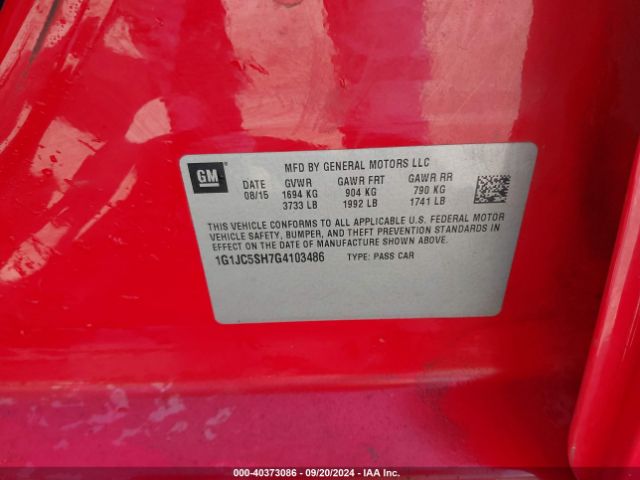 GM
MFD BY GENERAL MOTORS LLC
DATE GVWR GAWR FRT GAWR RR
08/15 1694 KG 904 KG 790 KG
3733 LB 1992 LB 1741 LB
THIS VEHICLE CONFORMS TO ALL APPLICABLE U.S. FEDERAL MOTOR
VEHICLE SAFETY, BUMPER, AND THEFT PREVENTION STANDARDS IN
EFFECT ON THE DATE OF MANUFACTURE SHOWN ABOVE.
1G1JC5SH7G4103486 TYPE: PASS CAR
000-40373086 - 09/20/2024 - IAA Inc.